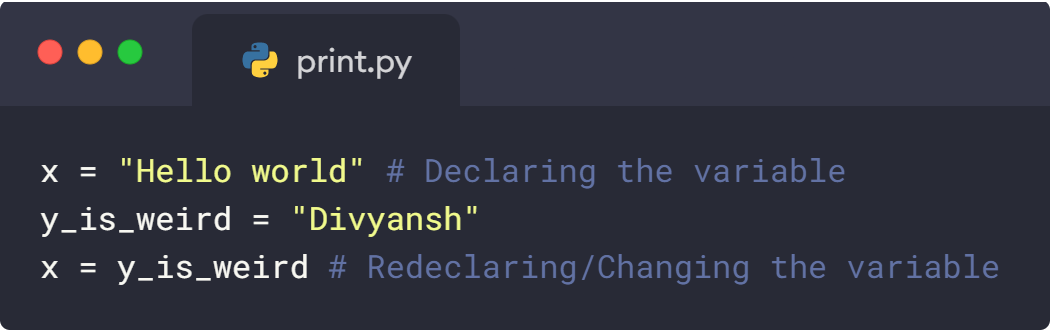 print.py
x = "Hello world" # Declaring the variable
y_is_weird = "Divyansh"
x = y_is_weird # Redeclaring/Changing the variable